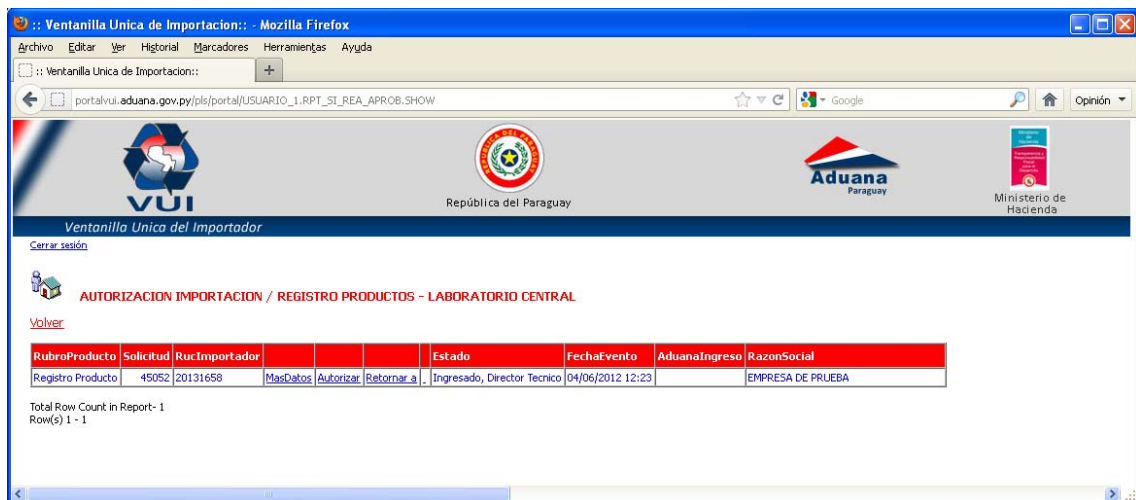 :: Ventanilla Unica de Importacion:: - Mozilla Firefox
Archivo Editar Ver Historial Marcadores Herramientas Ayuda
:: Ventanilla Unica de Importacion::
portalvui.aduana.gov.py/pls/portal/USUARIO_1.RPT_SI_REA_APROB.SHOW
Google
Opinión
REPUBLICA DEL PARAGUAY
VUI
República del Paraguay
Aduana
Paraguay
Ministerio de
Hacienda
Ventanilla Unica del Importador
Cerrar sesión
AUTORIZACION IMPORTACION / REGISTRO PRODUCTOS - LABORATORIO CENTRAL
Volver
RubroProducto Solicitud RucImportador Estado FechaEvento AduanaIngreso RazonSocial
Registro Producto 45052 20131658 MasDatos Autorizar Retornar a - Ingresado, Director Tecnico 04/06/2012 12:23 EMPRESA DE PRUEBA
Total Row Count in Report- 1
Row(s) 1 - 1